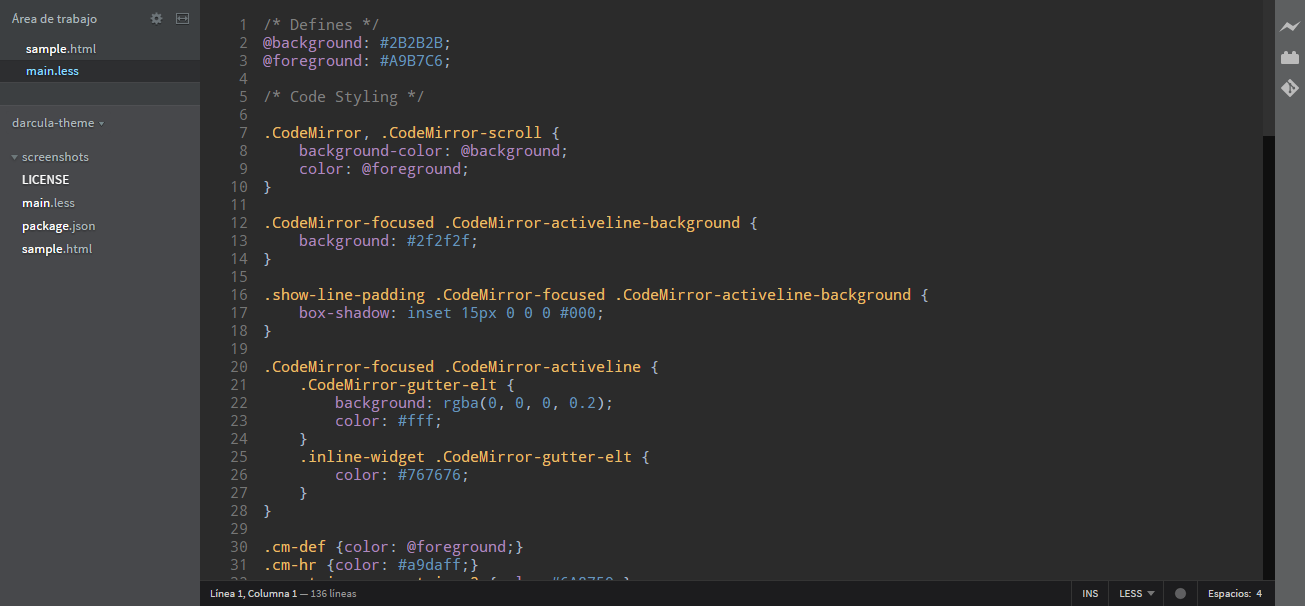 Área de trabajo
sample.html
main.less
darcula-theme
screenshots
LICENSE
main.less
package.json
sample.html
1 /* Defines */
2 @background: #2B2B2B;
3 @foreground: #A9B7C6;
4
5 /* Code Styling */
6
7 .CodeMirror, .CodeMirror-scroll {
8     background-color: @background;
9     color: @foreground;
10 }
11
12 .CodeMirror-focused .CodeMirror-activeline-background {
13     background: #2f2f2f;
14 }
15
16 .show-line-padding .CodeMirror-focused .CodeMirror-activeline-background {
17     box-shadow: inset 15px 0 0 0 #000;
18 }
19
20 .CodeMirror-focused .CodeMirror-activeline {
21     .CodeMirror-gutter-elt {
22         background: rgba(0, 0, 0, 0.2);
23         color: #fff;
24     }
25     .inline-widget .CodeMirror-gutter-elt {
26         color: #767676;
27     }
28 }
29
30 .cm-def {color: @foreground;}
31 .cm-hr {color: #a9daff;}
Línea 1, Columna 1 — 136 líneas
INS
LESS
Espacios: 4